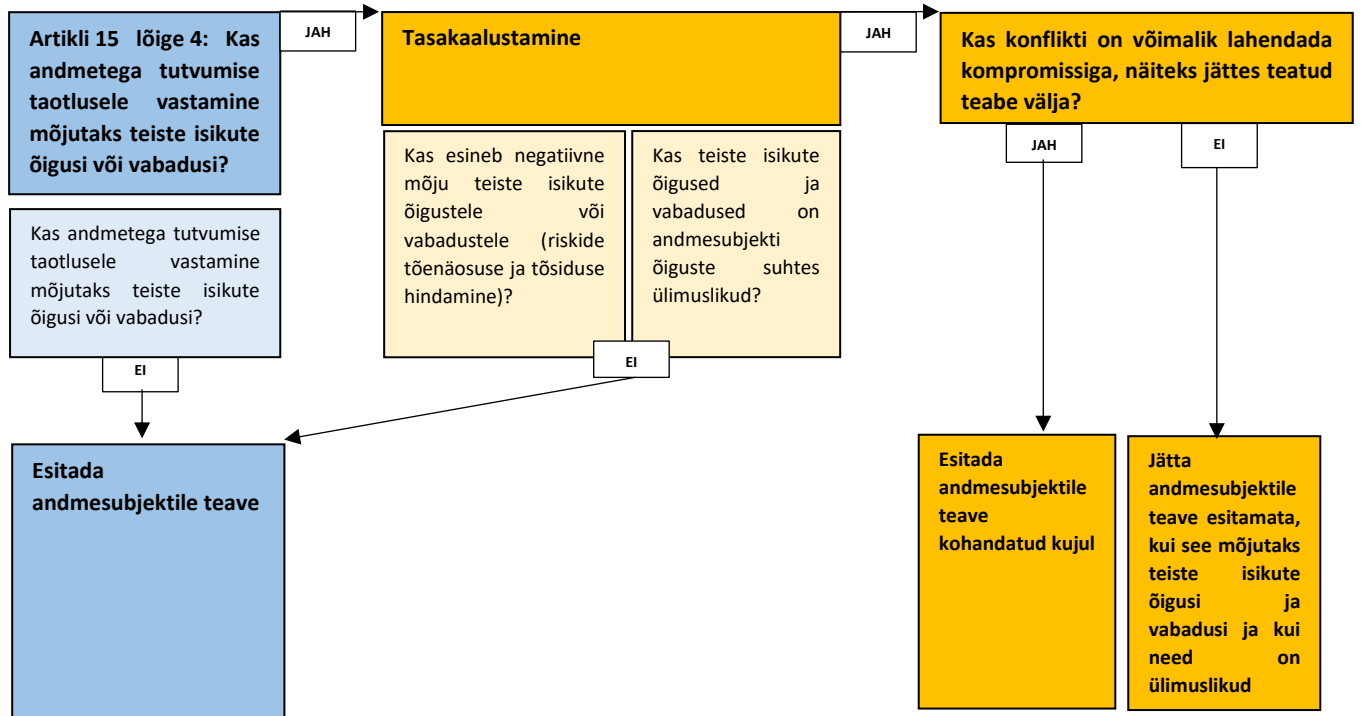 Artikli 15 lõige 4: Kas
andmetega tutvumise
taotlusele vastamine
mõjutaks teiste isikute
õigusi või vabadusi?
JAH
Tasakaalustamine
JAH
Kas konflikti on võimalik lahendada
kompromissiga, näiteks jättes teatud
teabe välja?
Kas andmetega tutvumise
taotlusele vastamine
mõjutaks teiste isikute
õigusi või vabadusi?
EI
Kas esineb negatiivne
mõju teiste isikute
õigustele või
vabadustele (riskide
tõenäosuse ja tõsiduse
hindamine)?
Kas teiste isikute
õigused ja
vabadused on
andmesubjekti
õiguste suhtes
ülimuslikud?
EI
JAH
EI
Esitada
andmesubjektile teave
Esitada
andmesubjektile
teave
kohandatud kujul
Jätta
andmesubjektile
teave esitamata,
kui see mõjutaks
teiste isikute
õigusi ja
vabadusi ja kui
need on
ülimuslikud